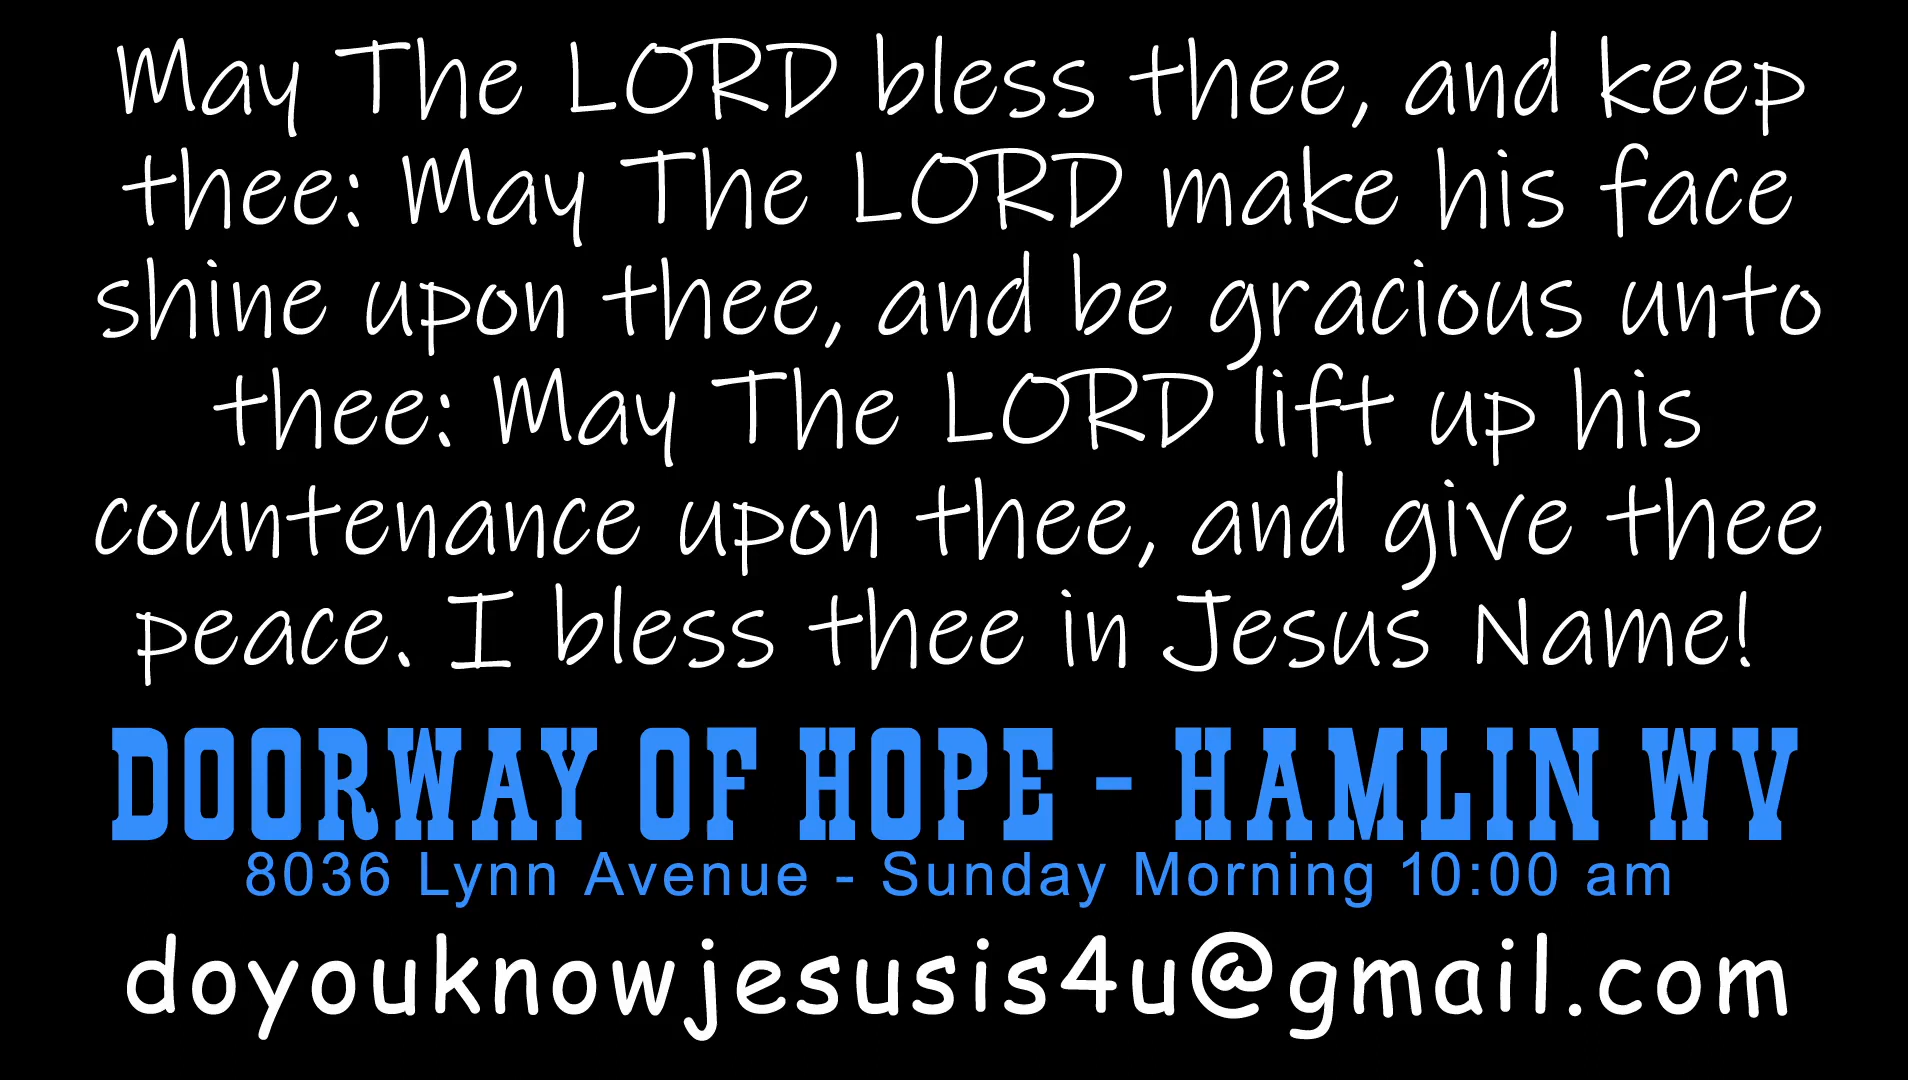 May The LORD bless thee, and keep
thee: May The LORD make his face
shine upon thee, and be gracious unto
thee: May The LORD lift up his
countenance upon thee, and give thee
peace. I bless thee in Jesus Name!
DOORWAY OF HOPE - HAMLIN WV
8036 Lynn Avenue - Sunday Morning 10:00 am
doyouknowjesusis4u@gmail.com